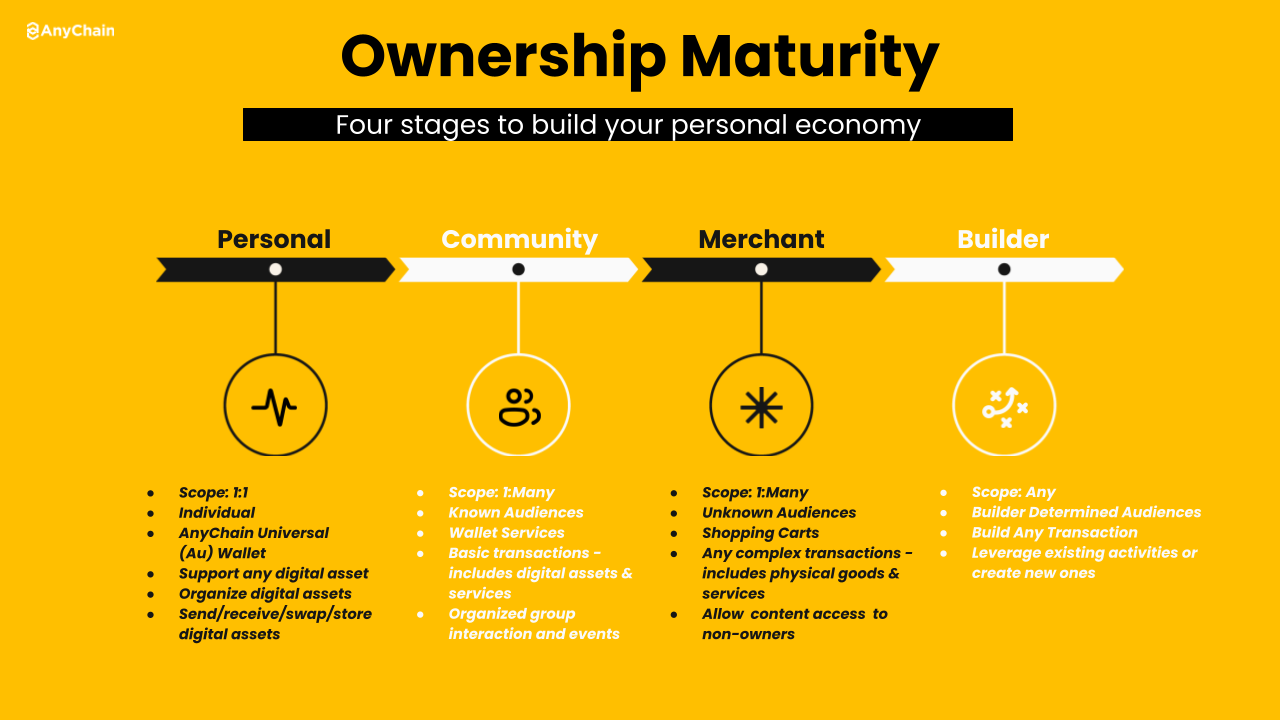 AnyChain
Ownership Maturity
Four stages to build your personal economy
Personal
Community
Merchant
Builder
● Scope: 1:1
● Individual
● AnyChain Universal
(Au) Wallet
● Support any digital asset
● Organize digital assets
● Send/receive/swap/store
digital assets
● Scope: 1:Many
● Known Audiences
● Wallet Services
● Basic transactions -
includes digital assets &
services
● Organized group
interaction and events
● Scope: 1:Many
● Unknown Audiences
● Shopping Carts
● Any complex transactions -
includes physical goods &
services
● Allow content access to
non-owners
● Scope: Any
● Builder Determined Audiences
● Build Any Transaction
● Leverage existing activities or
create new ones